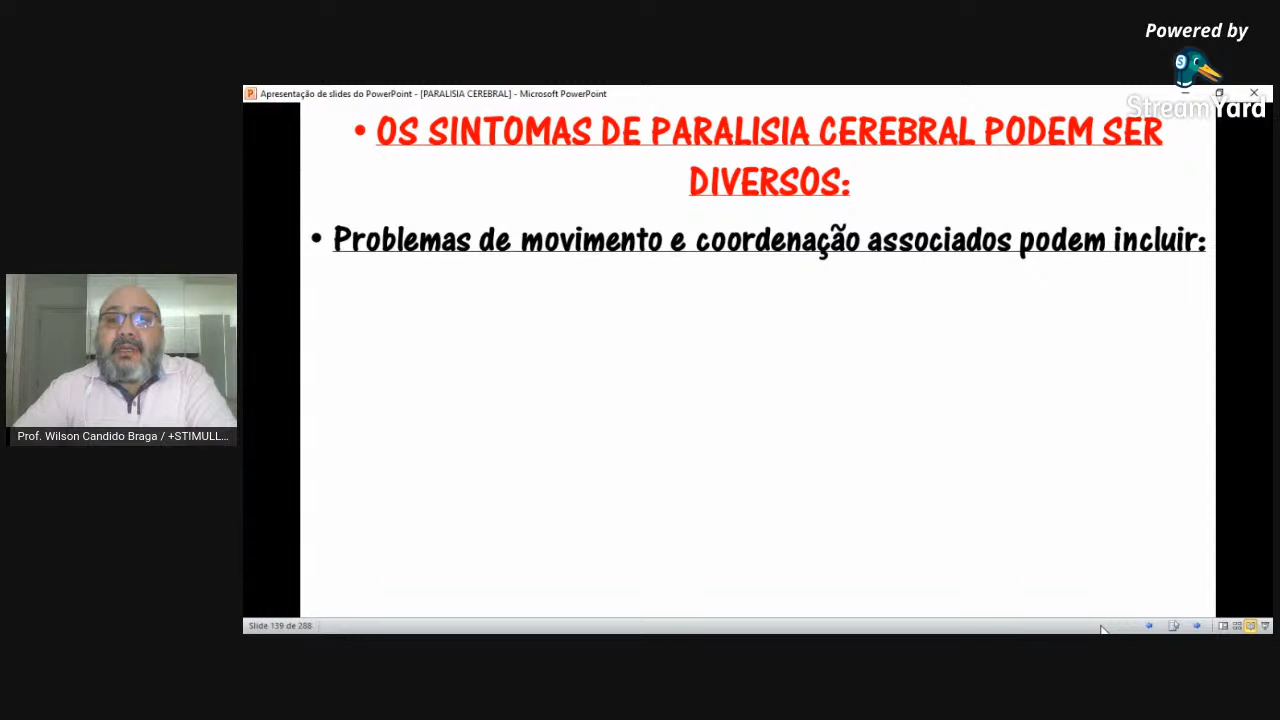 Powered by
StreamYard
Apresentação de slides do PowerPoint - [PARALISIA CEREBRAL] - Microsoft PowerPoint
• OS SINTOMAS DE PARALISIA CEREBRAL PODEM SER
DIVERSOS:
• Problemas de movimento e coordenação associados podem incluir:
Prof. Wilson Candido Braga / +STIMULL...
Slide 139 de 288